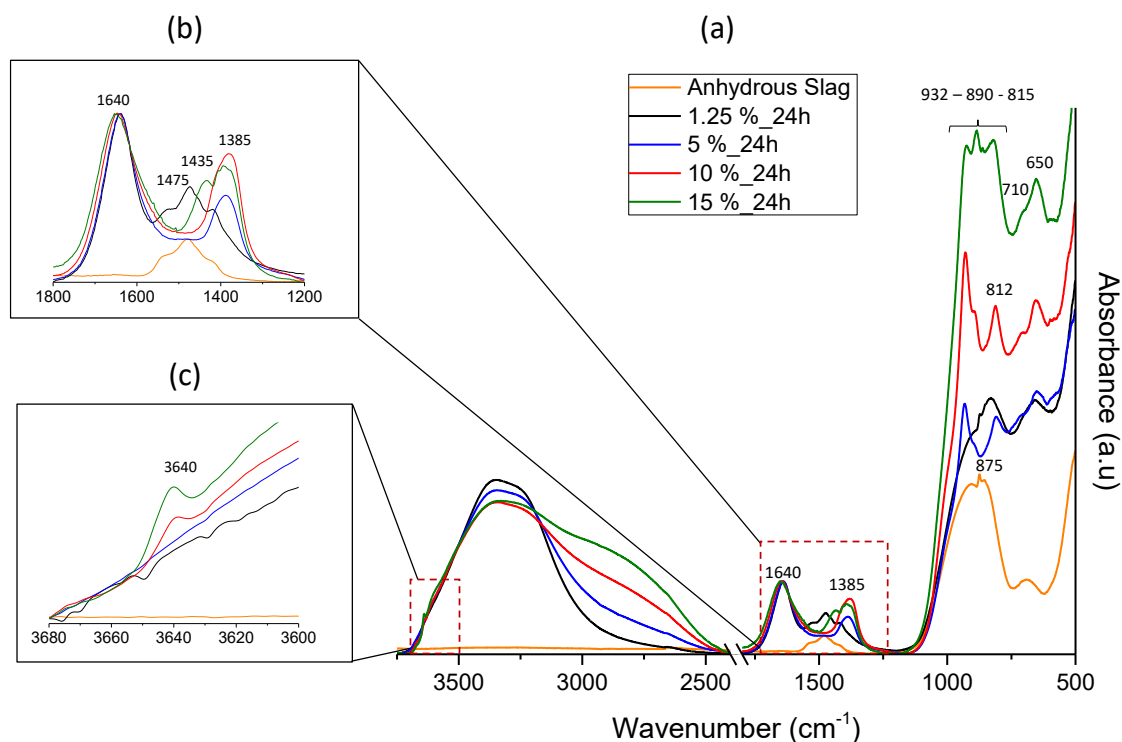 (b)
(a)
1640
1475
1435
1385
1800
1600
1400
1200
Anhydrous Slag
1.25 %_24h
5 %_24h
10 %_24h
15 %_24h
932 – 890 - 815
710
650
812
875
(c)
3640
3680
3660
3640
3620
3600
1640
1385
3500
3000
2500
1500
1000
500
Absorbance (a.u)
Wavenumber (cm⁻¹)